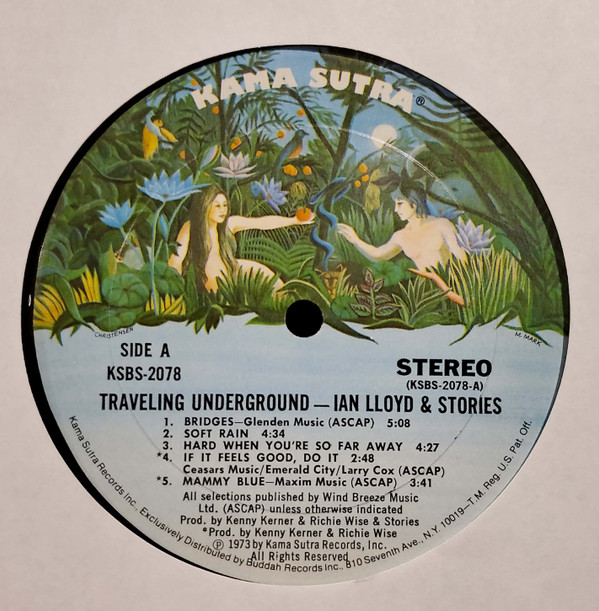 KAMA SUTRA®
CHRISTENSEN
M. MARK
SIDE A
KSBS-2078
STEREO
(KSBS-2078-A)
TRAVELING UNDERGROUND — IAN LLOYD & STORIES
1. BRIDGES—Glenden Music (ASCAP) 5:08
2. SOFT RAIN 4:34
3. HARD WHEN YOU'RE SO FAR AWAY 4:27
*4. IF IT FEELS GOOD, DO IT 2:48
Ceasars Music/Emerald City/Larry Cox (ASCAP)
*5. MAMMY BLUE—Maxim Music (ASCAP) 3:41
All selections published by Wind Breeze Music
Ltd. (ASCAP) unless otherwise indicated
Prod. by Kenny Kerner & Richie Wise & Stories
*Prod. by Kenny Kerner & Richie Wise
Ⓟ 1973 by Kama Sutra Records, Inc.
All Rights Reserved
Kama Sutra Records Inc., Exclusively Distributed by Buddah Records Inc., 810 Seventh Ave., N.Y. 10019—T.M. Reg. U.S. Pat. Off.